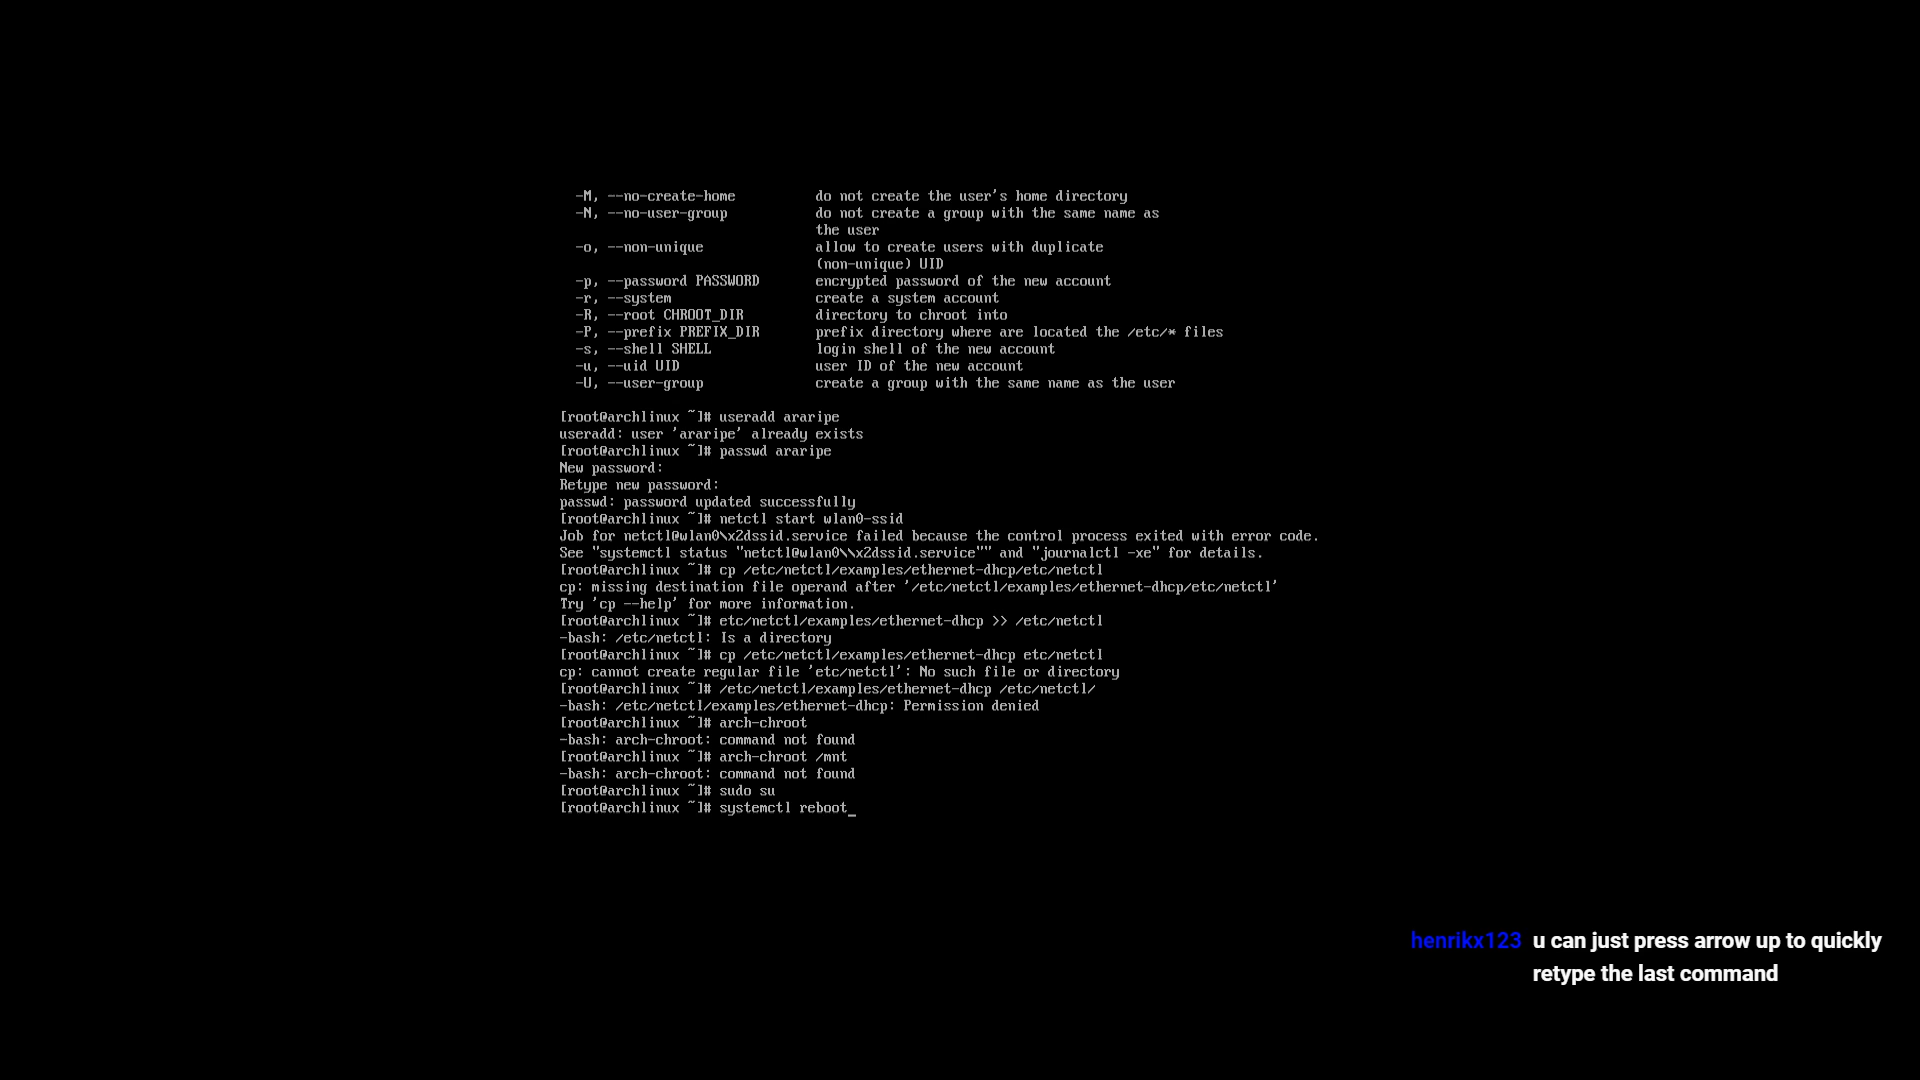 -M, --no-create-home          do not create the user's home directory
-N, --no-user-group           do not create a group with the same name as
the user
-o, --non-unique              allow to create users with duplicate
(non-unique) UID
-p, --password PASSWORD       encrypted password of the new account
-r, --system                  create a system account
-R, --root CHROOT_DIR         directory to chroot into
-P, --prefix PREFIX_DIR       prefix directory where are located the /etc/* files
-s, --shell SHELL             login shell of the new account
-u, --uid UID                 user ID of the new account
-U, --user-group              create a group with the same name as the user
[root@archlinux ~]# useradd araripe
useradd: user 'araripe' already exists
[root@archlinux ~]# passwd araripe
New password:
Retype new password:
passwd: password updated successfully
[root@archlinux ~]# netctl start wlan0-ssid
Job for netctl@wlan0\x2dssid.service failed because the control process exited with error code.
See "systemctl status "netctl@wlan0\\x2dssid.service"" and "journalctl -xe" for details.
[root@archlinux ~]# cp /etc/netctl/examples/ethernet-dhcp/etc/netctl
cp: missing destination file operand after '/etc/netctl/examples/ethernet-dhcp/etc/netctl'
Try 'cp --help' for more information.
[root@archlinux ~]# etc/netctl/examples/ethernet-dhcp >> /etc/netctl
-bash: /etc/netctl: Is a directory
[root@archlinux ~]# cp /etc/netctl/examples/ethernet-dhcp etc/netctl
cp: cannot create regular file 'etc/netctl': No such file or directory
[root@archlinux ~]# /etc/netctl/examples/ethernet-dhcp /etc/netctl/
-bash: /etc/netctl/examples/ethernet-dhcp: Permission denied
[root@archlinux ~]# arch-chroot
-bash: arch-chroot: command not found
[root@archlinux ~]# arch-chroot /mnt
-bash: arch-chroot: command not found
[root@archlinux ~]# sudo su
[root@archlinux ~]# systemctl reboot_
henrikx123 u can just press arrow up to quickly
retype the last command